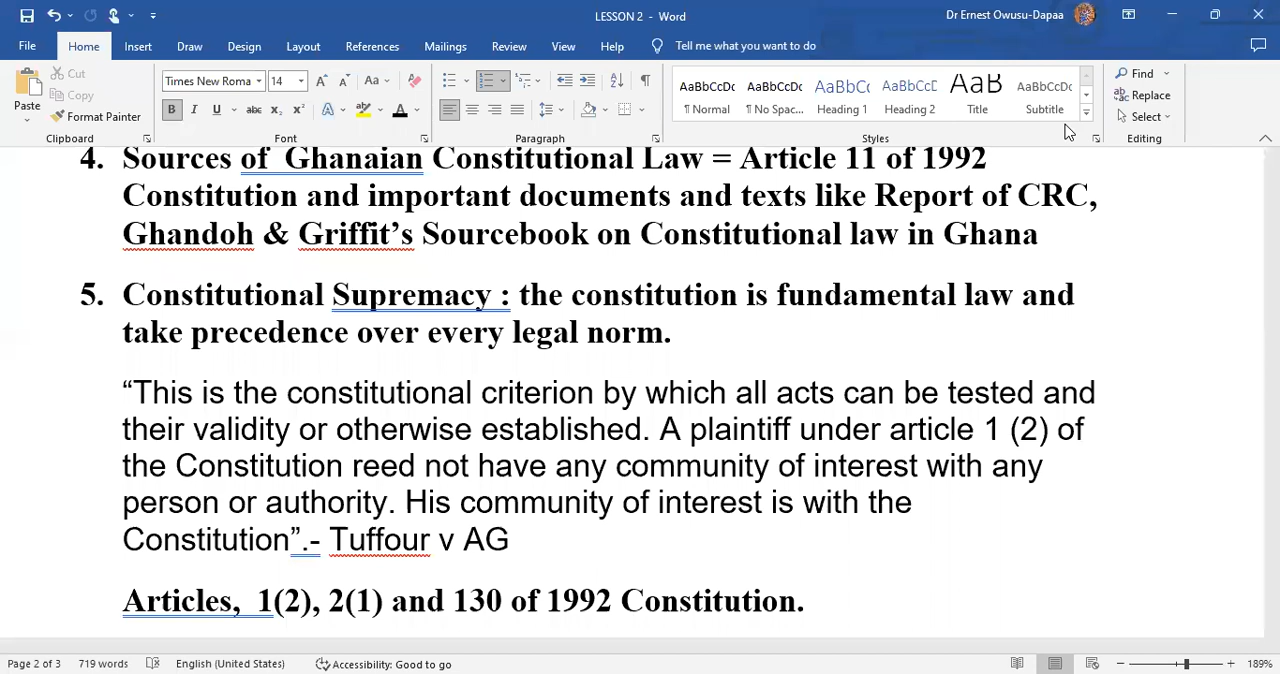 LESSON 2 - Word
Dr Ernest Owusu-Dapaa
File Home Insert Draw Design Layout References Mailings Review View Help Tell me what you want to do
Paste
Cut
Copy
Format Painter
Clipboard
Times New Roma 14
Font
Paragraph
AaBbCcDc AaBbCcDc AaBbCc AaBbCcD AaB AaBbCcDc
¶ Normal ¶ No Spac... Heading 1 Heading 2 Title Subtitle
Styles
Find
Replace
Select
Editing
4. Sources of Ghanaian Constitutional Law = Article 11 of 1992
Constitution and important documents and texts like Report of CRC,
Ghandoh & Griffit’s Sourcebook on Constitutional law in Ghana
5. Constitutional Supremacy : the constitution is fundamental law and
take precedence over every legal norm.
“This is the constitutional criterion by which all acts can be tested and
their validity or otherwise established. A plaintiff under article 1 (2) of
the Constitution reed not have any community of interest with any
person or authority. His community of interest is with the
Constitution”.- Tuffour v AG
Articles, 1(2), 2(1) and 130 of 1992 Constitution.
Page 2 of 3 719 words English (United States) Accessibility: Good to go 189%